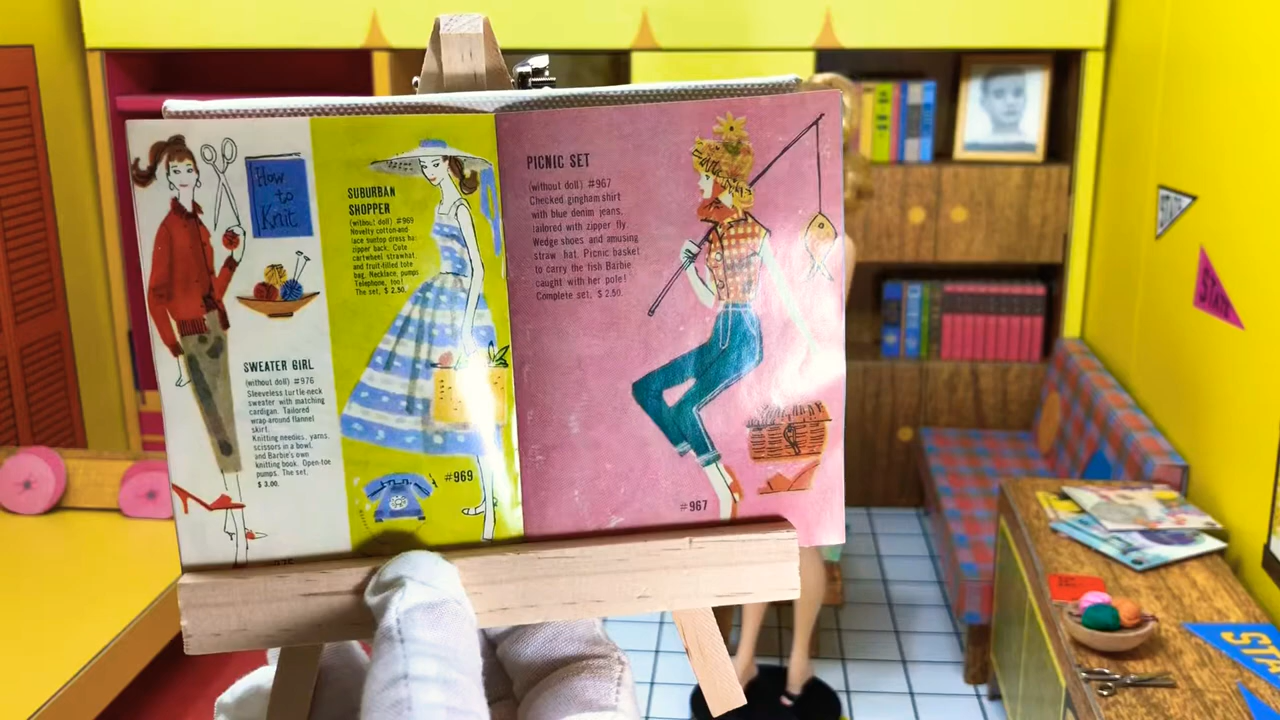 How
to
Knit
SWEATER GIRL
(without doll) #976
Sleeveless turtle-neck
sweater with matching
cardigan. Tailored
wrap-around flannel
skirt.
Knitting needles, yarns,
scissors in a bowl,
and Barbie's own
knitting book. Open-toe
pumps. The set,
$ 3.00.
SUBURBAN
SHOPPER
(without doll) #969
Novelty cotton-and-
lace suntop dress has
zipper back. Cute
cartwheel strawhat,
and fruit-filled tote
bag. Necklace, pumps
Telephone, too!
The set, $ 2.50.
#969
PICNIC SET
(without doll) #967
Checked gingham shirt
with blue denim jeans,
tailored with zipper fly.
Wedge shoes and amusing
straw hat. Picnic basket
to carry the fish Barbie
caught with her pole!
Complete set, $ 2.50.
#967
STATE